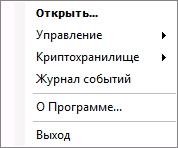 Открыть...
Управление
Криптохранилище
Журнал событий
О Программе...
Выход